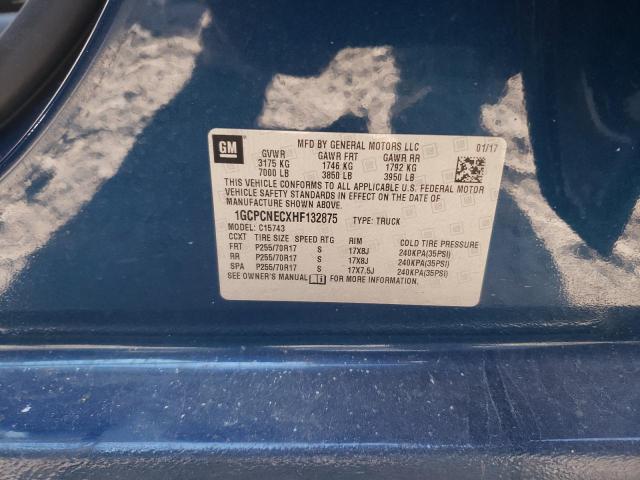 GM
MFD BY GENERAL MOTORS LLC 01/17
GVWR GAWR FRT GAWR RR
3175 KG 1746 KG 1792 KG
7000 LB 3850 LB 3950 LB
THIS VEHICLE CONFORMS TO ALL APPLICABLE U.S. FEDERAL MOTOR
VEHICLE SAFETY STANDARDS IN EFFECT ON THE DATE OF
MANUFACTURE SHOWN ABOVE.
1GCPCNECXHF132875 TYPE: TRUCK
MODEL: C15743
CCXT TIRE SIZE SPEED RTG RIM COLD TIRE PRESSURE
FRT P255/70R17 S 17X8J 240KPA(35PSI)
RR P255/70R17 S 17X8J 240KPA(35PSI)
SPA P255/70R17 S 17X7.5J 240KPA(35PSI)
SEE OWNER'S MANUAL FOR MORE INFORMATION.